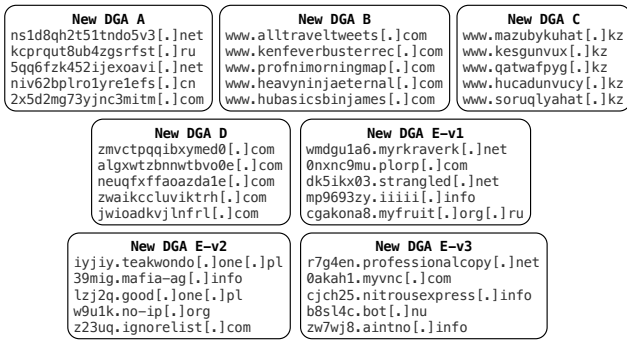 New DGA A
ns1d8qh2t51tndo5v3[.]net
kcprqut8ub4zgsrfst[.]ru
5qq6fzk452ijexoavi[.]net
niv62bplro1yre1efs[.]cn
2x5d2mg73yjnc3mitm[.]com
New DGA B
www.alltraveltweets[.]com
www.kenfeverbusterrec[.]com
www.profnimorningmap[.]com
www.heavyninjaeternal[.]com
www.hubasicsbinjames[.]com
New DGA C
www.mazubykuhat[.]kz
www.kesgunvux[.]kz
www.qatwafpyg[.]kz
www.hucadunvucy[.]kz
www.soruqlyahat[.]kz
New DGA D
zmvctpqqibxymed0[.]com
algxwtzbnnwtbvo0e[.]com
neuqfxffaoazda1e[.]com
zwaikccluviktrh[.]com
jwioadkvjlnfrl[.]com
New DGA E-v1
wmdgu1a6.myrkraverk[.]net
0nxnc9mu.plorp[.]com
dk5ikx03.strangled[.]net
mp9693zy.iiiii[.]info
cgakona8.myfruit[.]org[.]ru
New DGA E-v2
iyjiy.teakwondo[.]one[.]pl
39mig.mafia-ag[.]info
lzj2q.good[.]one[.]pl
w9u1k.no-ip[.]org
z23uq.ignorelist[.]com
New DGA E-v3
r7g4en.professionalcopy[.]net
0akah1.myvnc[.]com
cjch25.nitrousexpress[.]info
b8sl4c.bot[.]nu
zw7wj8.aintno[.]info